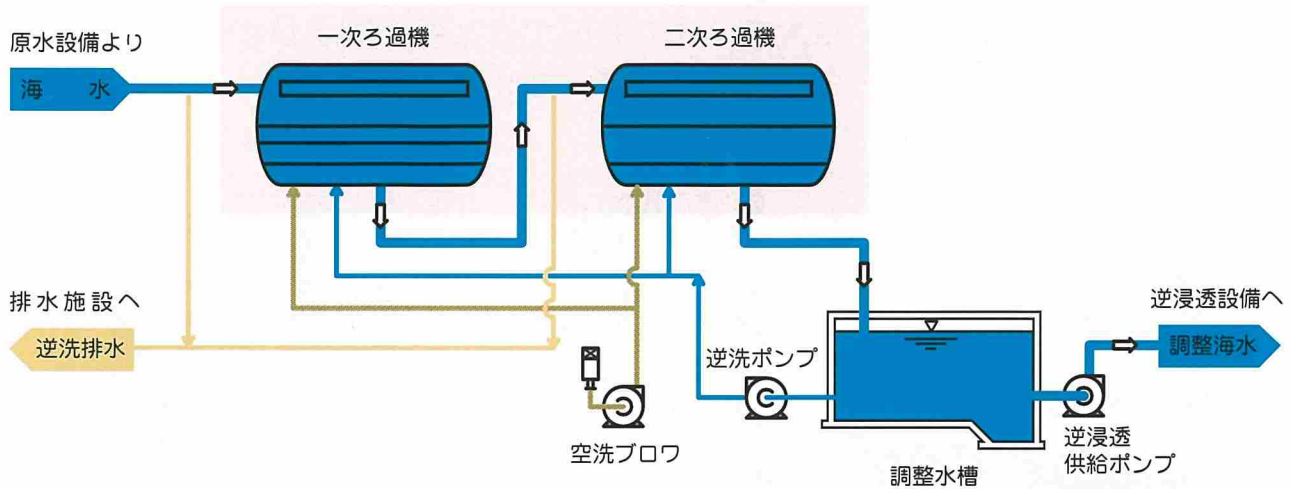 原水設備より
海 水
一次ろ過機
二次ろ過機
排水施設へ
逆洗排水
空洗ブロワ
逆洗ポンプ
調整水槽
逆浸透設備へ
調整海水
逆浸透
供給ポンプ